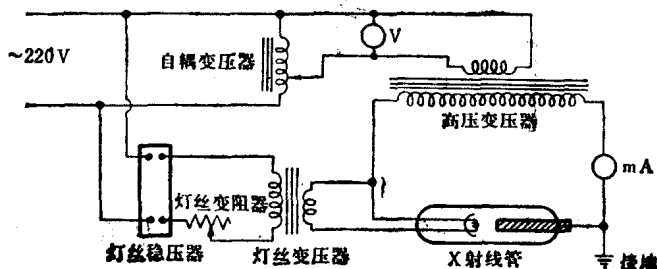 ~220V
自耦变压器
V
高压变压器
mA
灯丝变阻器
灯丝稳压器
灯丝变压器
X射线管
接地